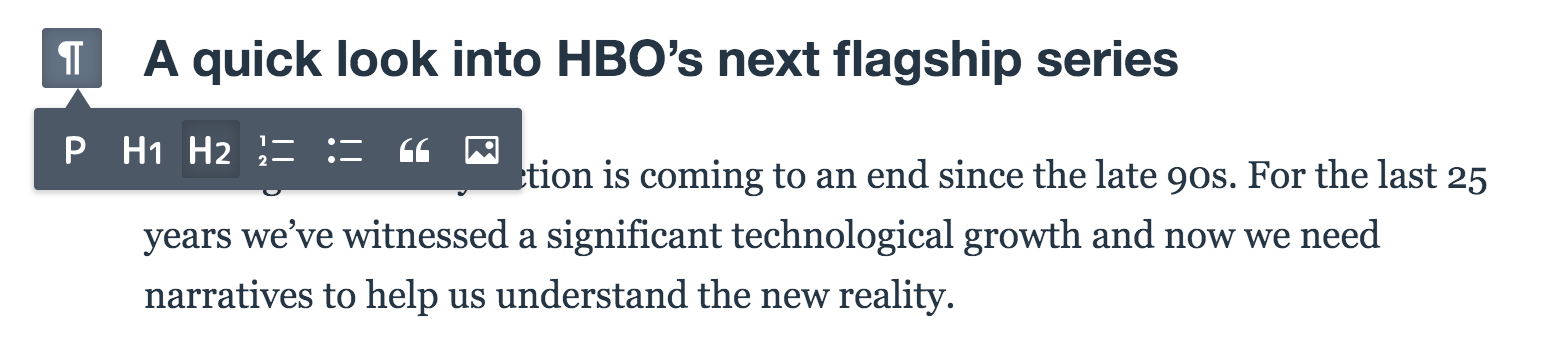 ¶ A quick look into HBO’s next flagship series
P H1 H2 1 2 “
is coming to an end since the late 90s. For the last 25
years we’ve witnessed a significant technological growth and now we need
narratives to help us understand the new reality.